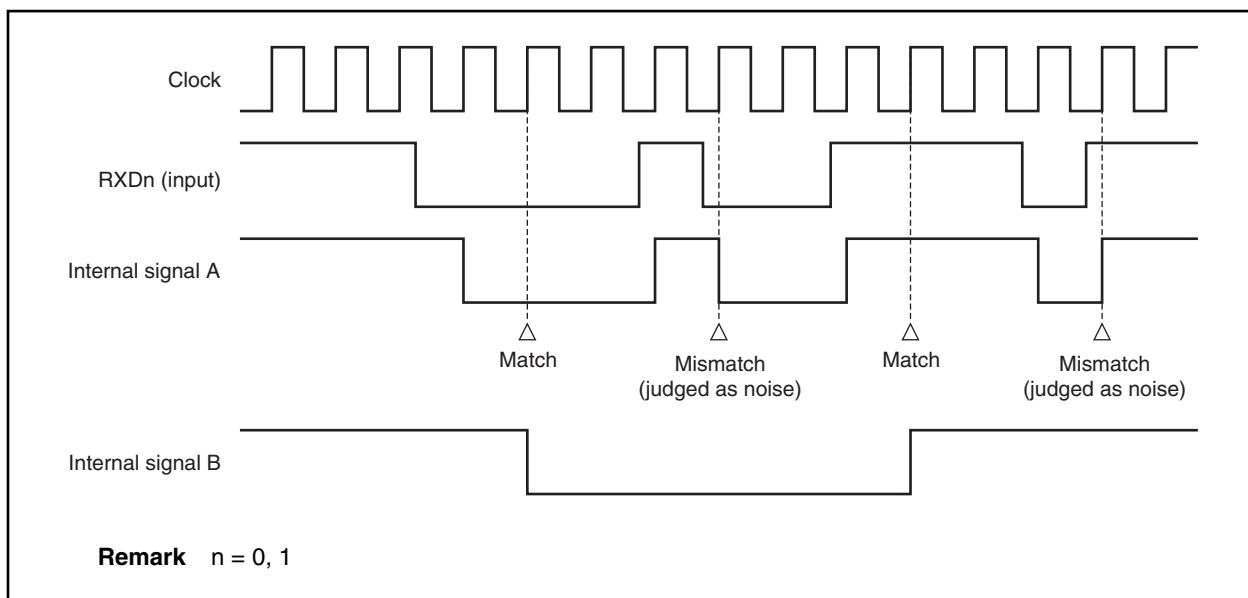 Clock
RXDn (input)
Internal signal A
Match
Mismatch
(judged as noise)
Match
Mismatch
(judged as noise)
Internal signal B
Remark n = 0, 1